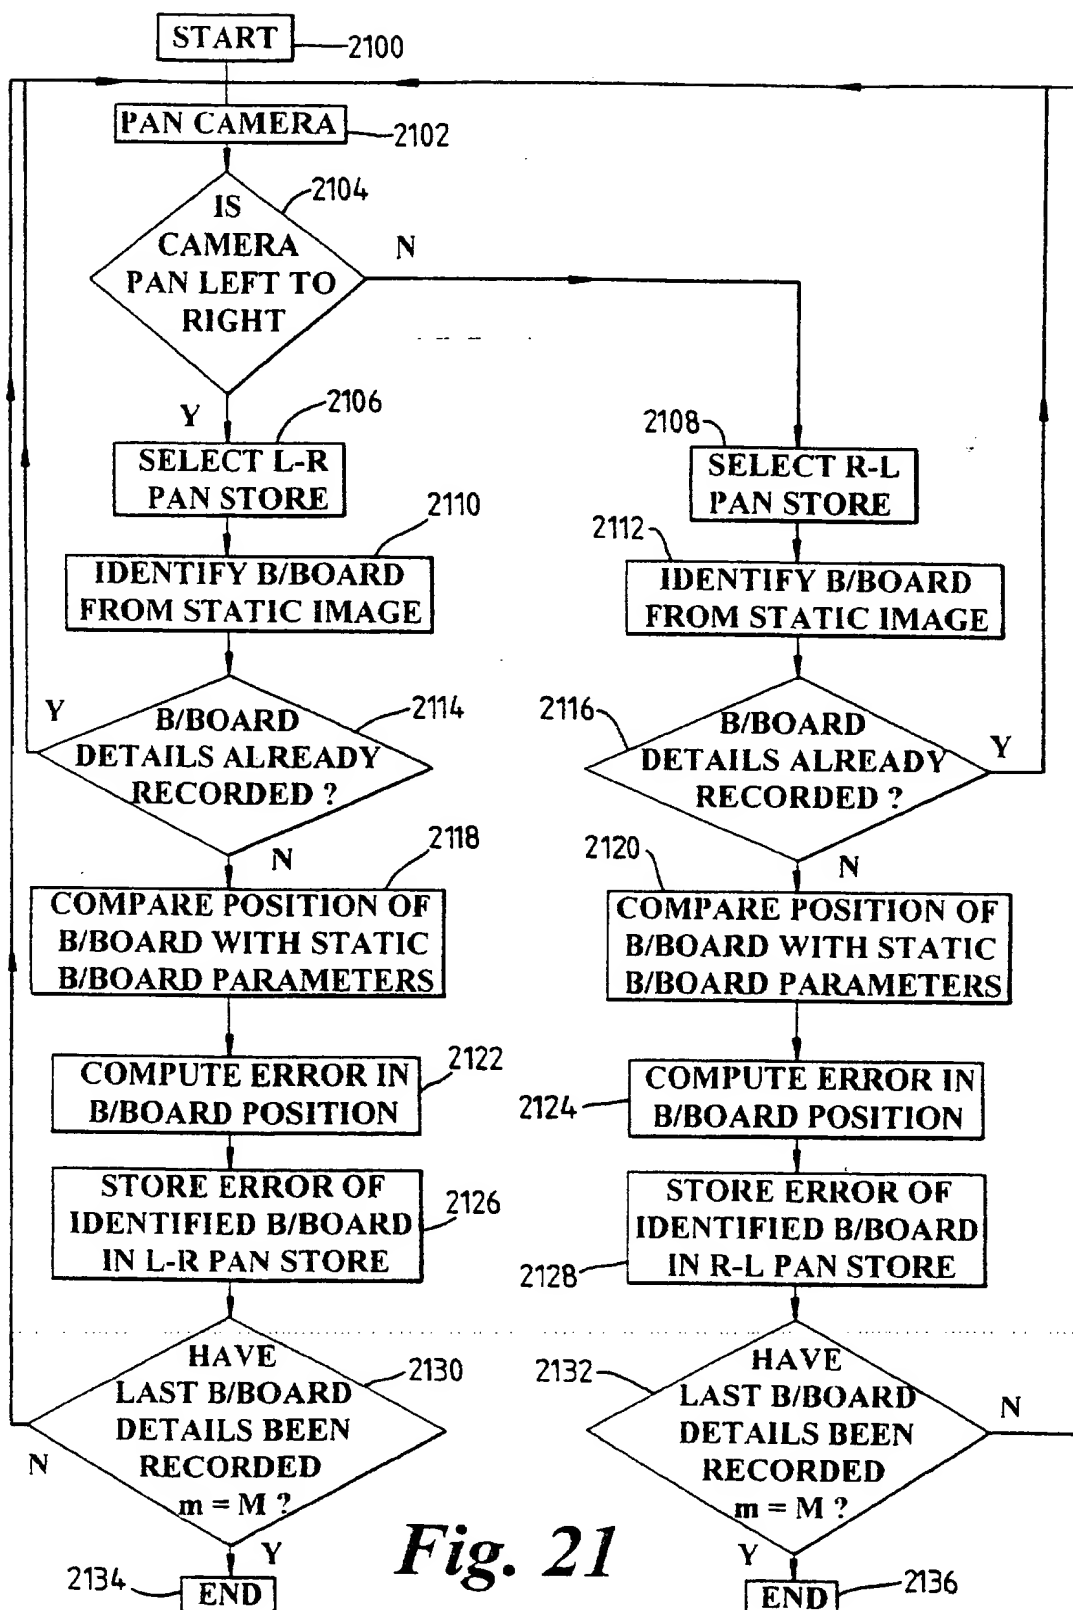 START
2100
PAN CAMERA
2102
2104
IS
CAMERA
PAN LEFT TO
RIGHT
N
Y
2106
SELECT L-R
PAN STORE
2108
SELECT R-L
PAN STORE
2110
IDENTIFY B/BOARD
FROM STATIC IMAGE
2112
IDENTIFY B/BOARD
FROM STATIC IMAGE
Y
2114
B/BOARD
DETAILS ALREADY
RECORDED ?
N
2116
B/BOARD
DETAILS ALREADY
RECORDED ?
Y
N
2118
COMPARE POSITION OF
B/BOARD WITH STATIC
B/BOARD PARAMETERS
2120
COMPARE POSITION OF
B/BOARD WITH STATIC
B/BOARD PARAMETERS
COMPUTE ERROR IN
B/BOARD POSITION
2122
2124
COMPUTE ERROR IN
B/BOARD POSITION
STORE ERROR OF
IDENTIFIED B/BOARD
IN L-R PAN STORE
2126
2128
STORE ERROR OF
IDENTIFIED B/BOARD
IN R-L PAN STORE
HAVE
LAST B/BOARD
DETAILS BEEN
RECORDED
m = M ?
2130
N
Y
2132
HAVE
LAST B/BOARD
DETAILS BEEN
RECORDED
m = M ?
N
Y
2134
END
Fig. 21
END
2136